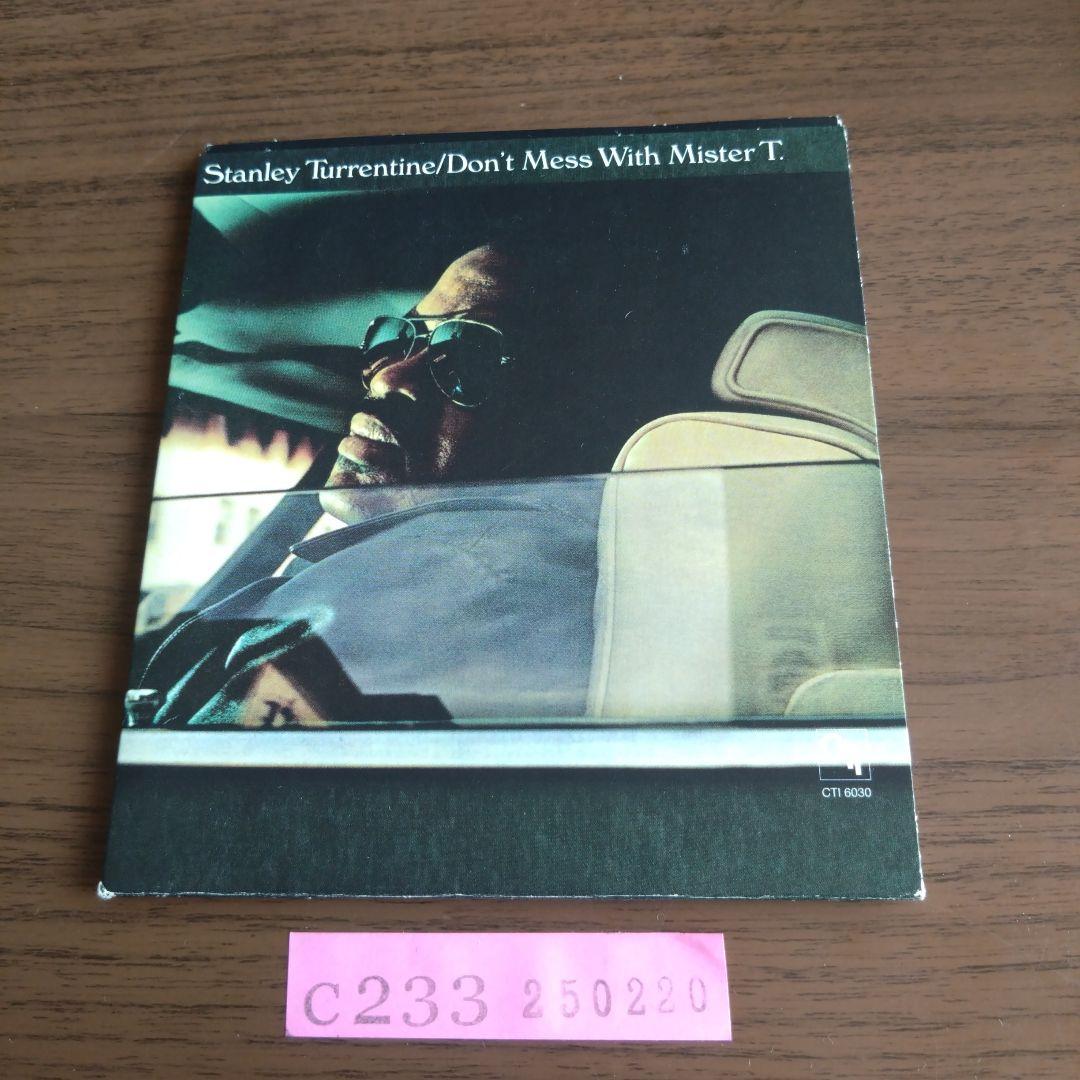 Stanley Turrentine/Don't Mess With Mister T.
CTI 6030
C233 250220